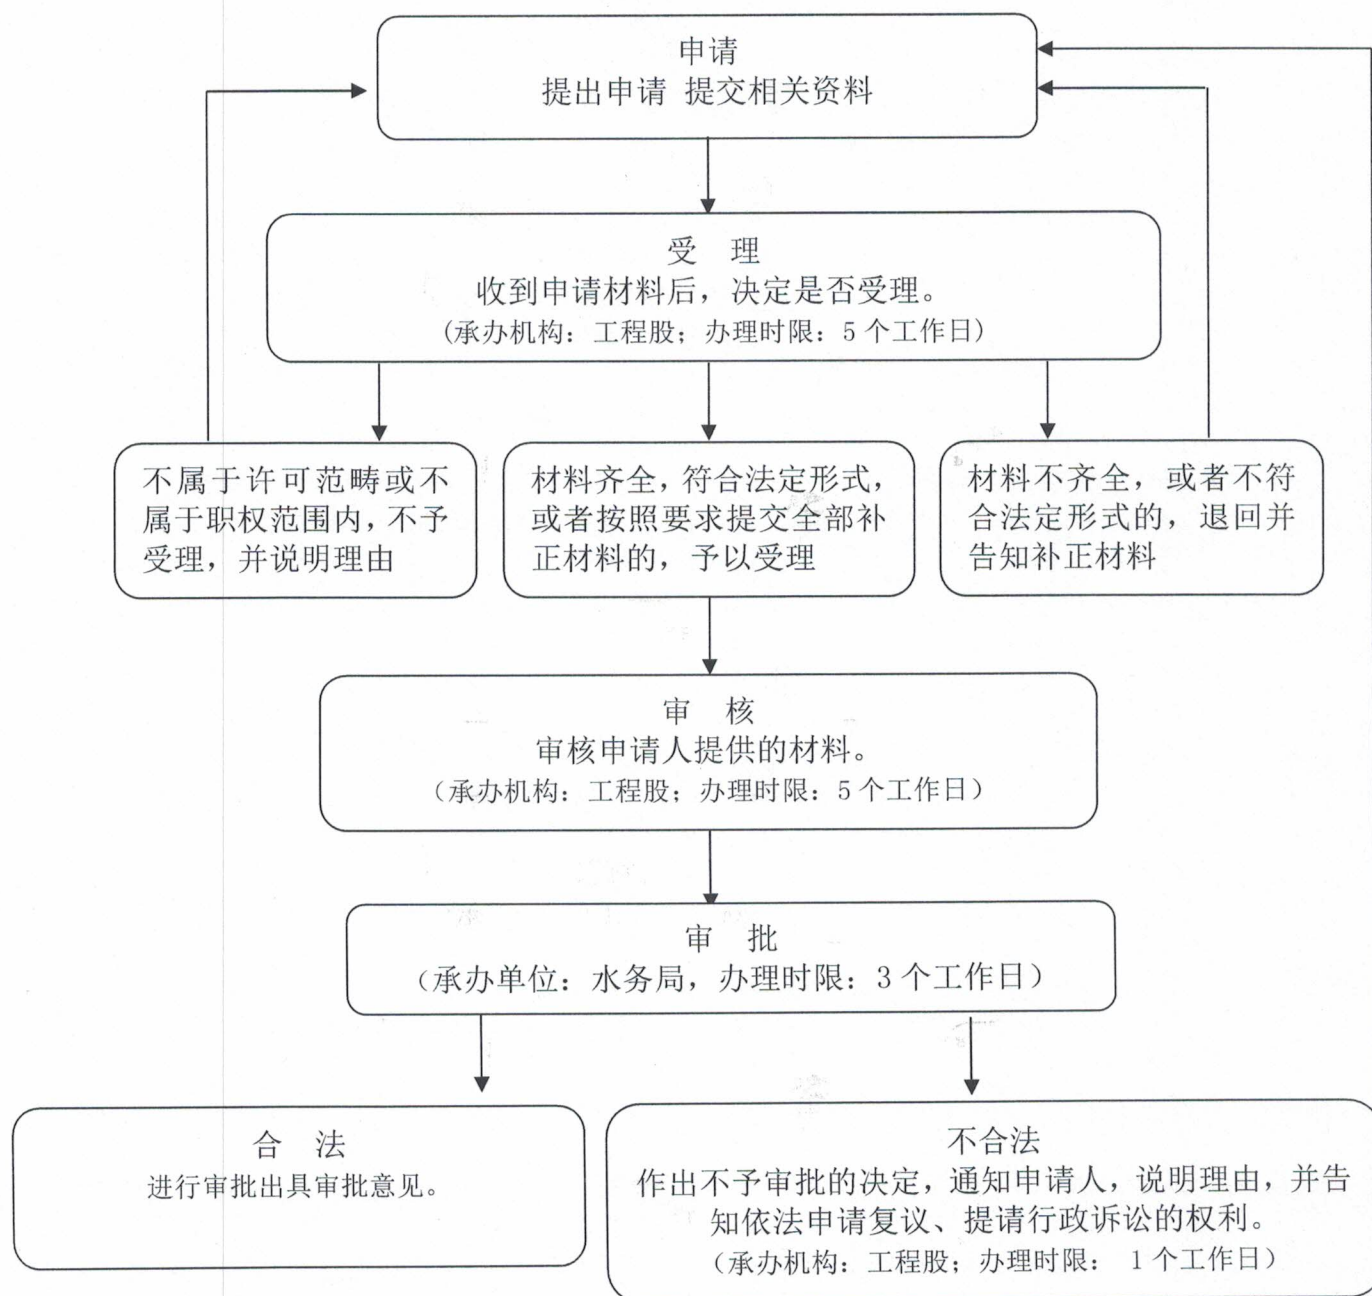 申请
提出申请 提交相关资料
受 理
收到申请材料后，决定是否受理。
(承办机构：工程股；办理时限：5 个工作日)
不属于许可范畴或不
属于职权范围内，不予
受理，并说明理由
材料齐全，符合法定形式，
或者按照要求提交全部补
正材料的，予以受理
材料不齐全，或者不符
合法定形式的，退回并
告知补正材料
审 核
审核申请人提供的材料。
（承办机构：工程股；办理时限：5 个工作日）
审 批
（承办单位：水务局，办理时限：3 个工作日）
合 法
进行审批出具审批意见。
不合法
作出不予审批的决定，通知申请人，说明理由，并告
知依法申请复议、提请行政诉讼的权利。
（承办机构：工程股；办理时限： 1 个工作日）